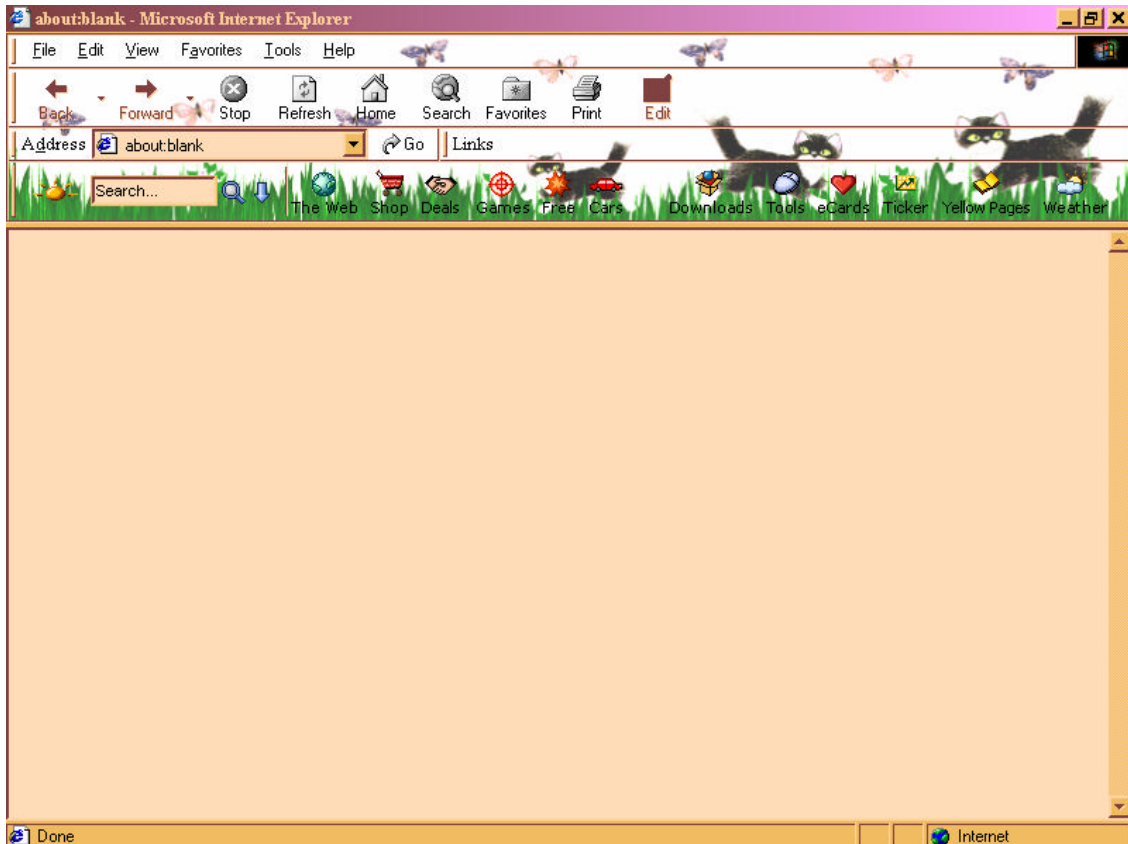 about:blank - Microsoft Internet Explorer
File Edit View Favorites Tools Help
Back Forward Stop Refresh Home Search Favorites Print Edit
Address about:blank Go Links
Search... The Web Shop Deals Games Free Cars Downloads Tools eCards Ticker Yellow Pages Weather
Done Internet